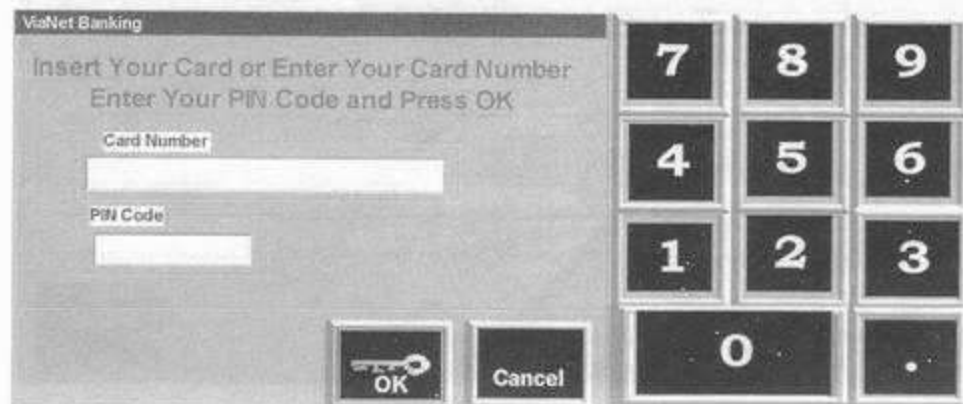 ViaNet Banking
Insert Your Card or Enter Your Card Number
Enter Your PIN Code and Press OK
Card Number
PIN Code
OK
Cancel
7 8 9
4 5 6
1 2 3
0 .